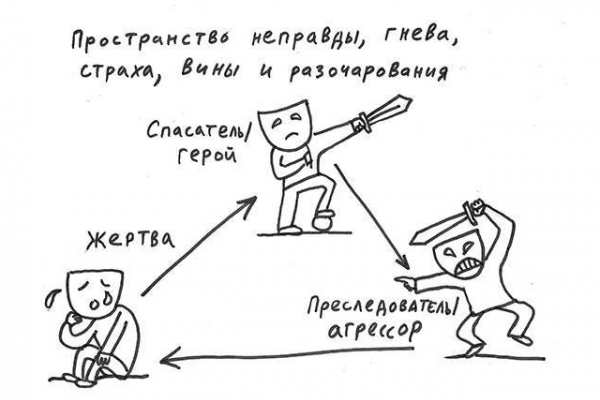 Пространство неправды, гнева,
страха, вины и разочарования
Спасатель/
герой
Жертва
Преследователь/
агрессор